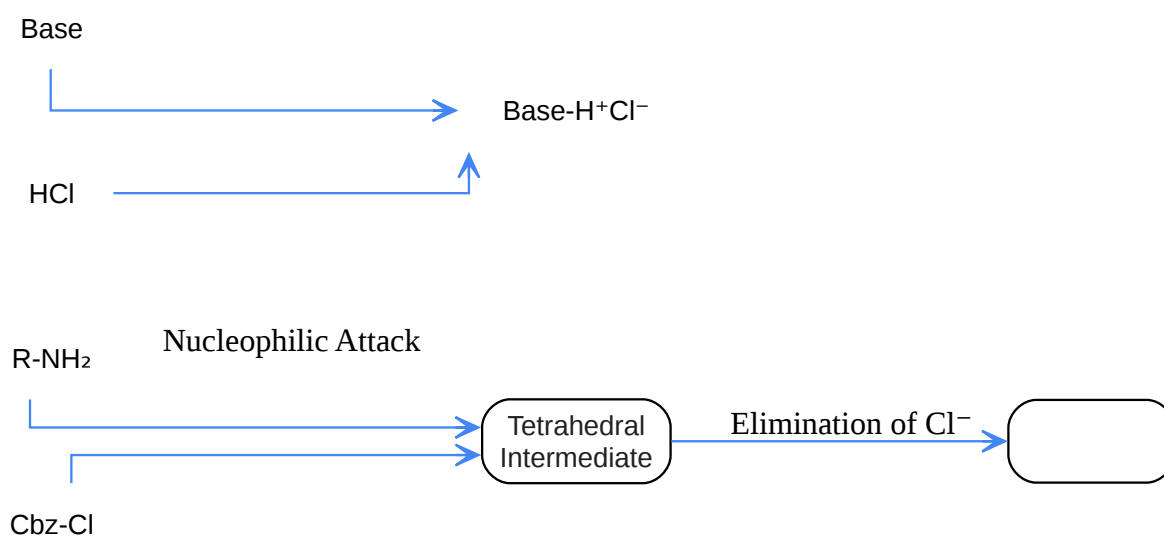 Base
Base-H⁺Cl⁻
HCl
Nucleophilic Attack
R-NH₂
Tetrahedral
Intermediate
Elimination of Cl⁻
Cbz-Cl